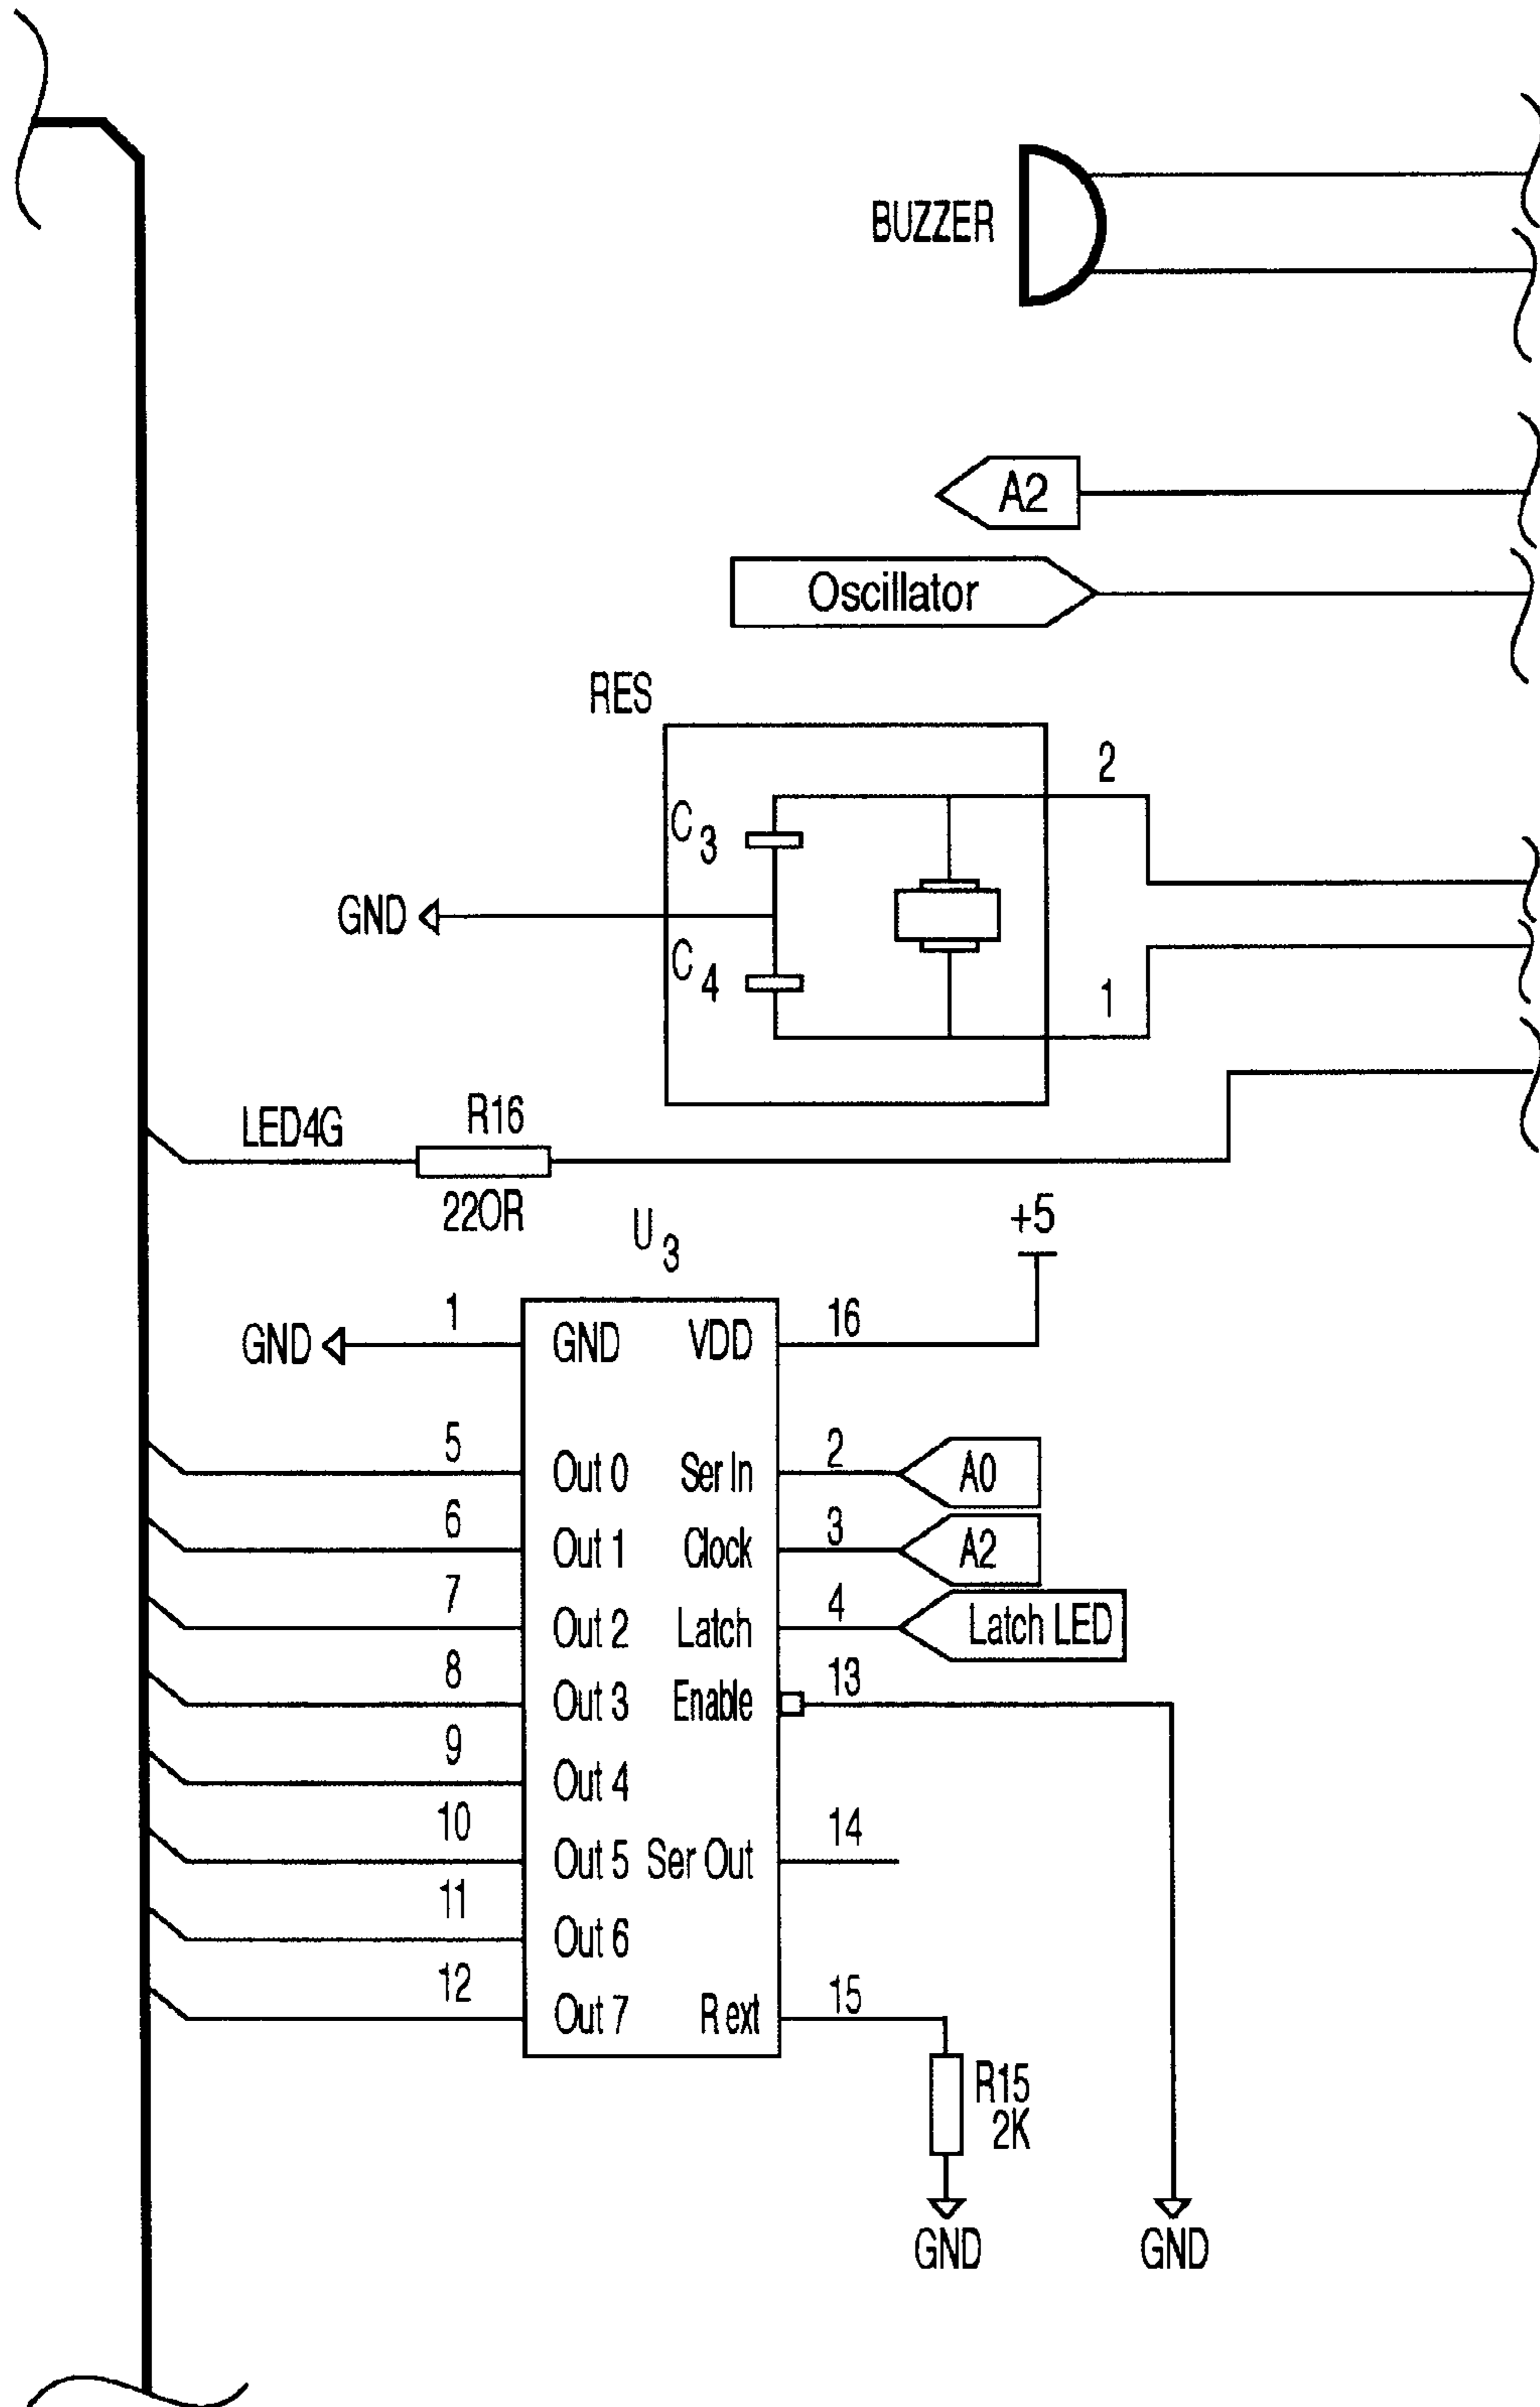 BUZZER
A2
Oscillator
RES
2
C3
GND
C4
1
LED4G
R16
220R
U3
+5
1
16
GND
GND
VDD
5
2
Out 0
Ser In
A0
6
3
Out 1
Clock
A2
7
4
Out 2
Latch
Latch LED
8
13
Out 3
Enable
9
Out 4
10
14
Out 5
Ser Out
11
Out 6
12
15
Out 7
R ext
R15
2K
GND
GND